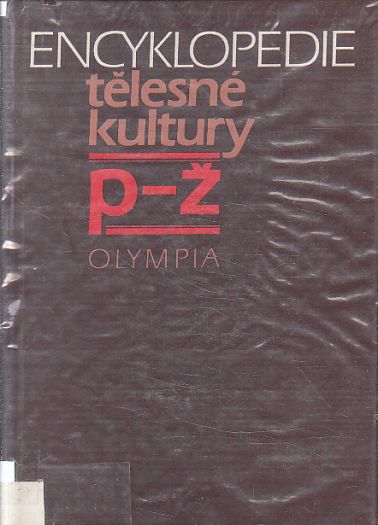 ENCYKLOPEDIE
tělesné
kultury
p-ž
OLYMPIA